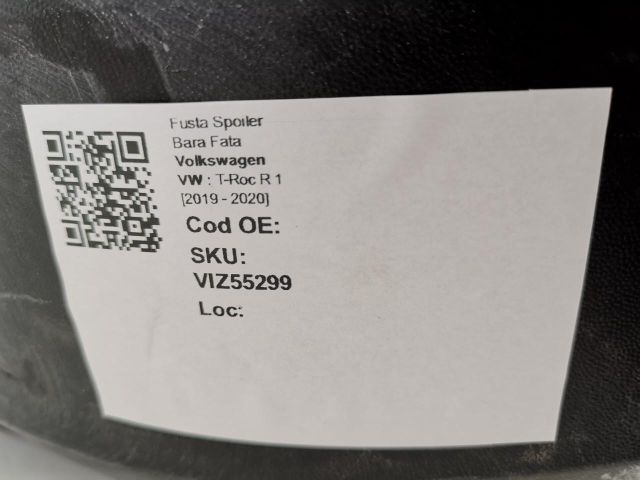 Fusta Spoiler
Bara Fata
Volkswagen
VW : T-Roc R 1
[2019 - 2020]
Cod OE:
SKU:
VIZ55299
Loc: